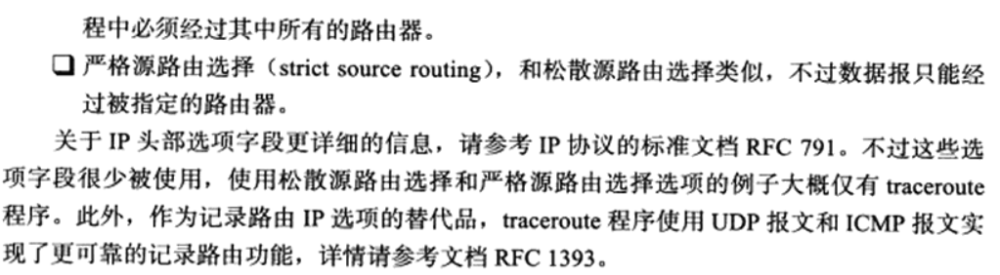 程中必须经过其中所有的路由器。
❑ 严格源路由选择（strict source routing），和松散源路由选择类似，不过数据报只能经
过被指定的路由器。
关于 IP 头部选项字段更详细的信息，请参考 IP 协议的标准文档 RFC 791。不过这些选
项字段很少被使用，使用松散源路由选择和严格源路由选择选项的例子大概仅有 traceroute
程序。此外，作为记录路由 IP 选项的替代品，traceroute 程序使用 UDP 报文和 ICMP 报文实
现了更可靠的记录路由功能，详情请参考文档 RFC 1393。